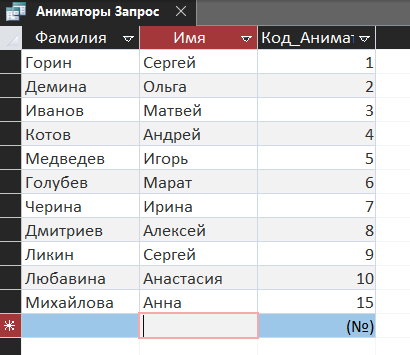 Аниматоры Запрос
Фамилия Имя Код_Анимат
Горин Сергей 1
Демина Ольга 2
Иванов Матвей 3
Котов Андрей 4
Медведев Игорь 5
Голубев Марат 6
Черина Ирина 7
Дмитриев Алексей 8
Ликин Сергей 9
Любавина Анастасия 10
Михайлова Анна 15
(№)